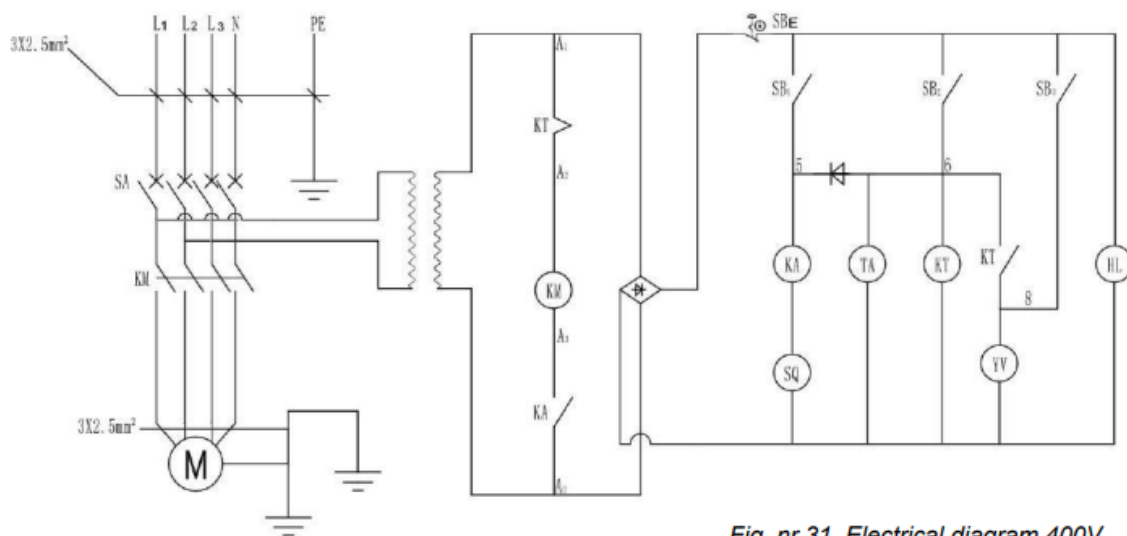 L1 L2 L3 N PE
3X2.5mm²
SA
KM
3X2.5mm²
M
A1
KT
A2
KM
A3
KA
SBE
SB1
SB2
SB3
5
6
KA
TA
KT
KT
HL
8
SQ
YV
Fig. nr 31 Electrical diagram 400V